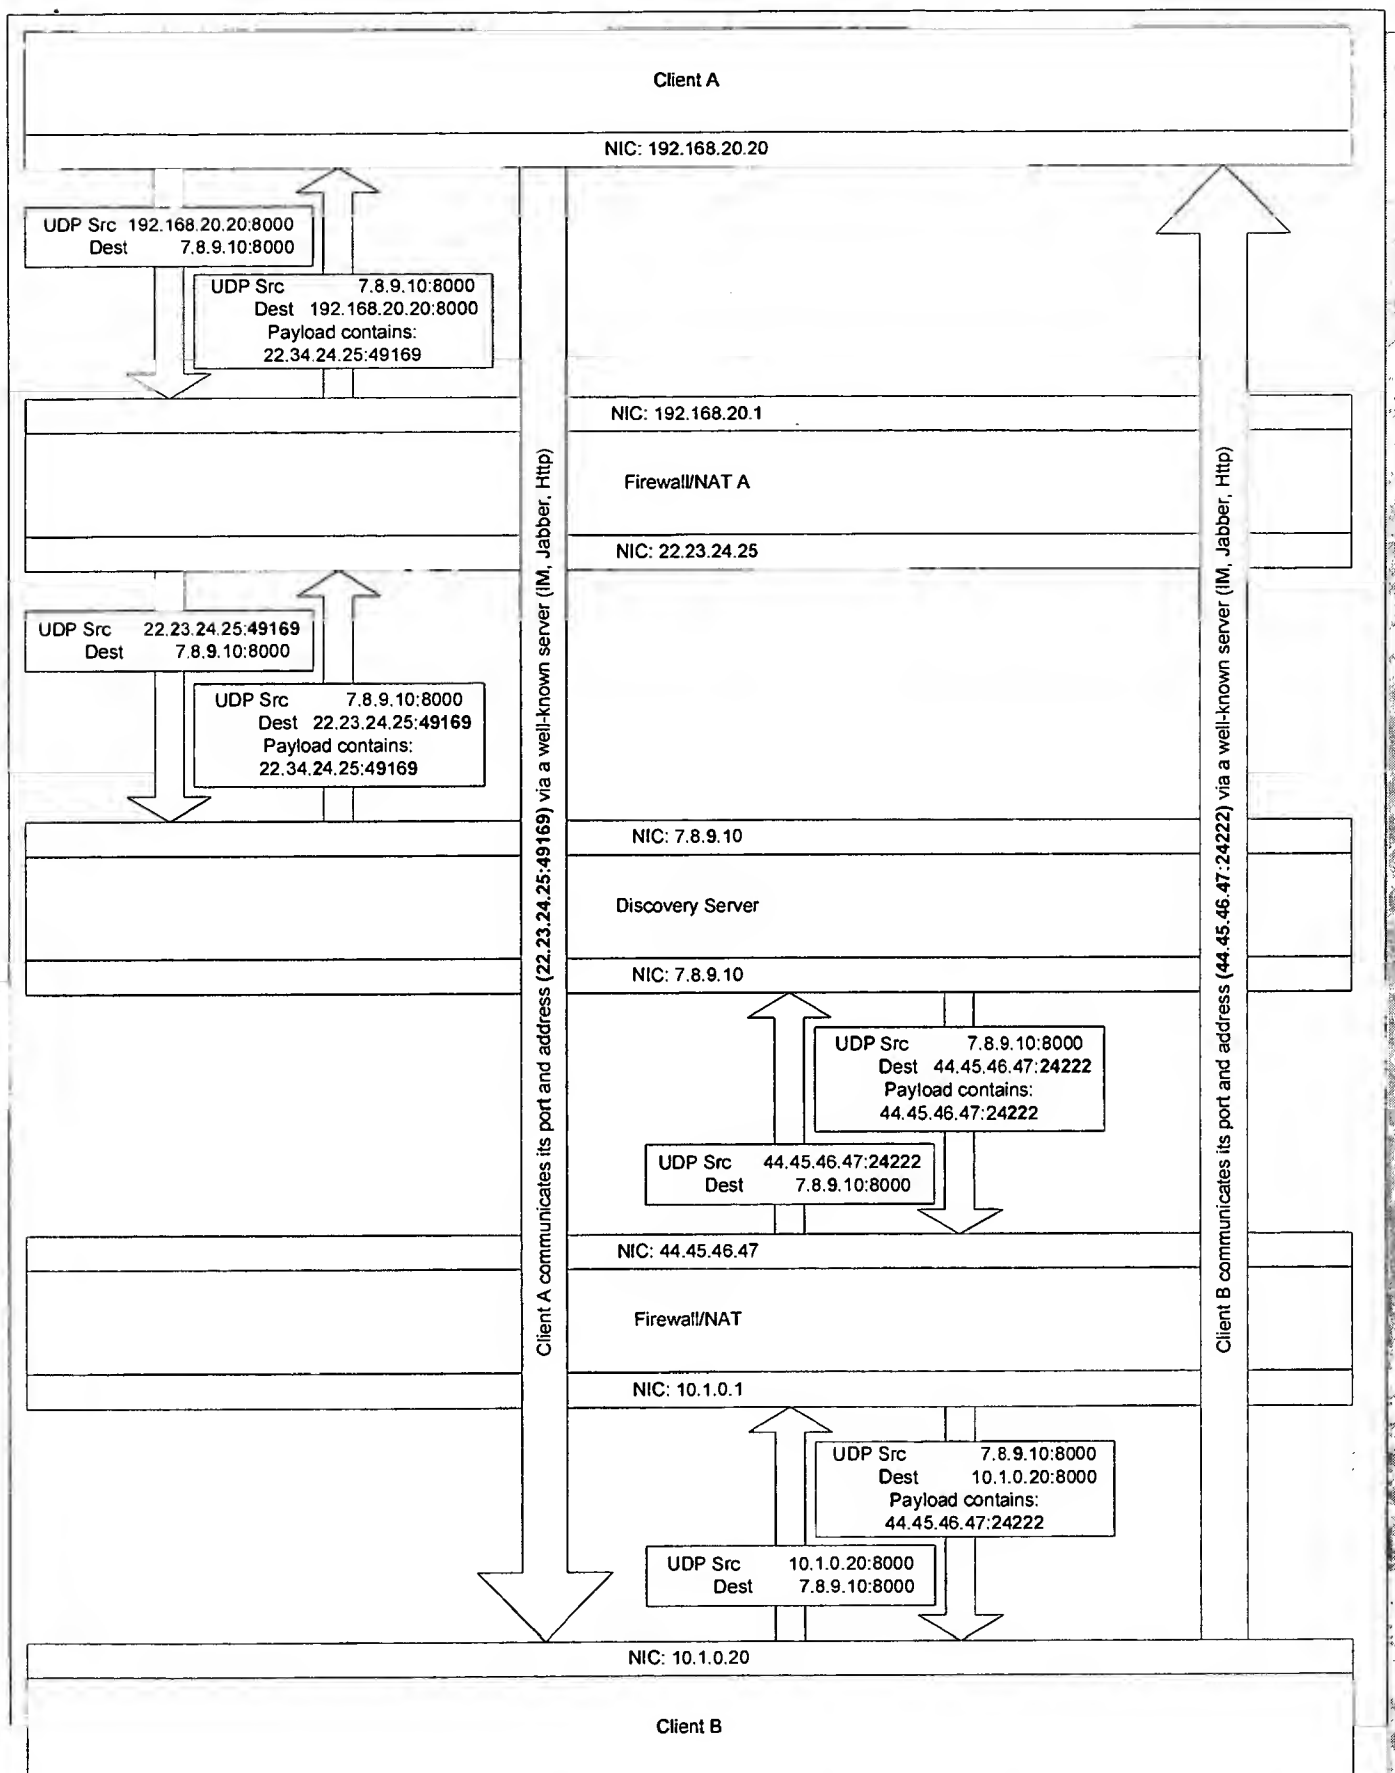 Client A
NIC: 192.168.20.20
UDP Src 192.168.20.20:8000
Dest 7.8.9.10:8000
UDP Src 7.8.9.10:8000
Dest 192.168.20.20:8000
Payload contains:
22.34.24.25:49169
NIC: 192.168.20.1
Firewall/NAT A
NIC: 22.23.24.25
UDP Src 22.23.24.25:49169
Dest 7.8.9.10:8000
UDP Src 7.8.9.10:8000
Dest 22.23.24.25:49169
Payload contains:
22.34.24.25:49169
Client A communicates its port and address (22.23.24.25:49169) via a well-known server (IM, Jabber, Http)
Client B communicates its port and address (44.45.46.47:24222) via a well-known server (IM, Jabber, Http)
NIC: 7.8.9.10
Discovery Server
NIC: 7.8.9.10
UDP Src 7.8.9.10:8000
Dest 44.45.46.47:24222
Payload contains:
44.45.46.47:24222
UDP Src 44.45.46.47:24222
Dest 7.8.9.10:8000
NIC: 44.45.46.47
Firewall/NAT
NIC: 10.1.0.1
UDP Src 7.8.9.10:8000
Dest 10.1.0.20:8000
Payload contains:
44.45.46.47:24222
UDP Src 10.1.0.20:8000
Dest 7.8.9.10:8000
NIC: 10.1.0.20
Client B